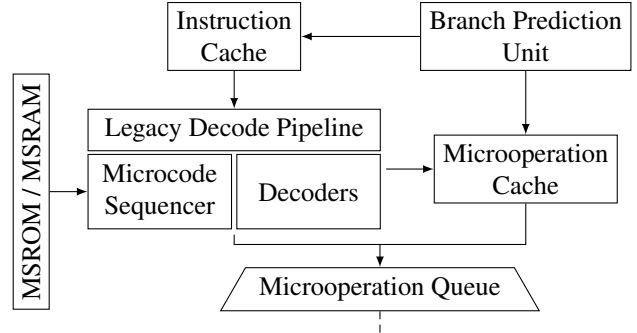 Instruction
Cache
Branch Prediction
Unit
MSROM / MSRAM
Legacy Decode Pipeline
Microcode
Sequencer
Decoders
Microoperation
Cache
Microoperation Queue